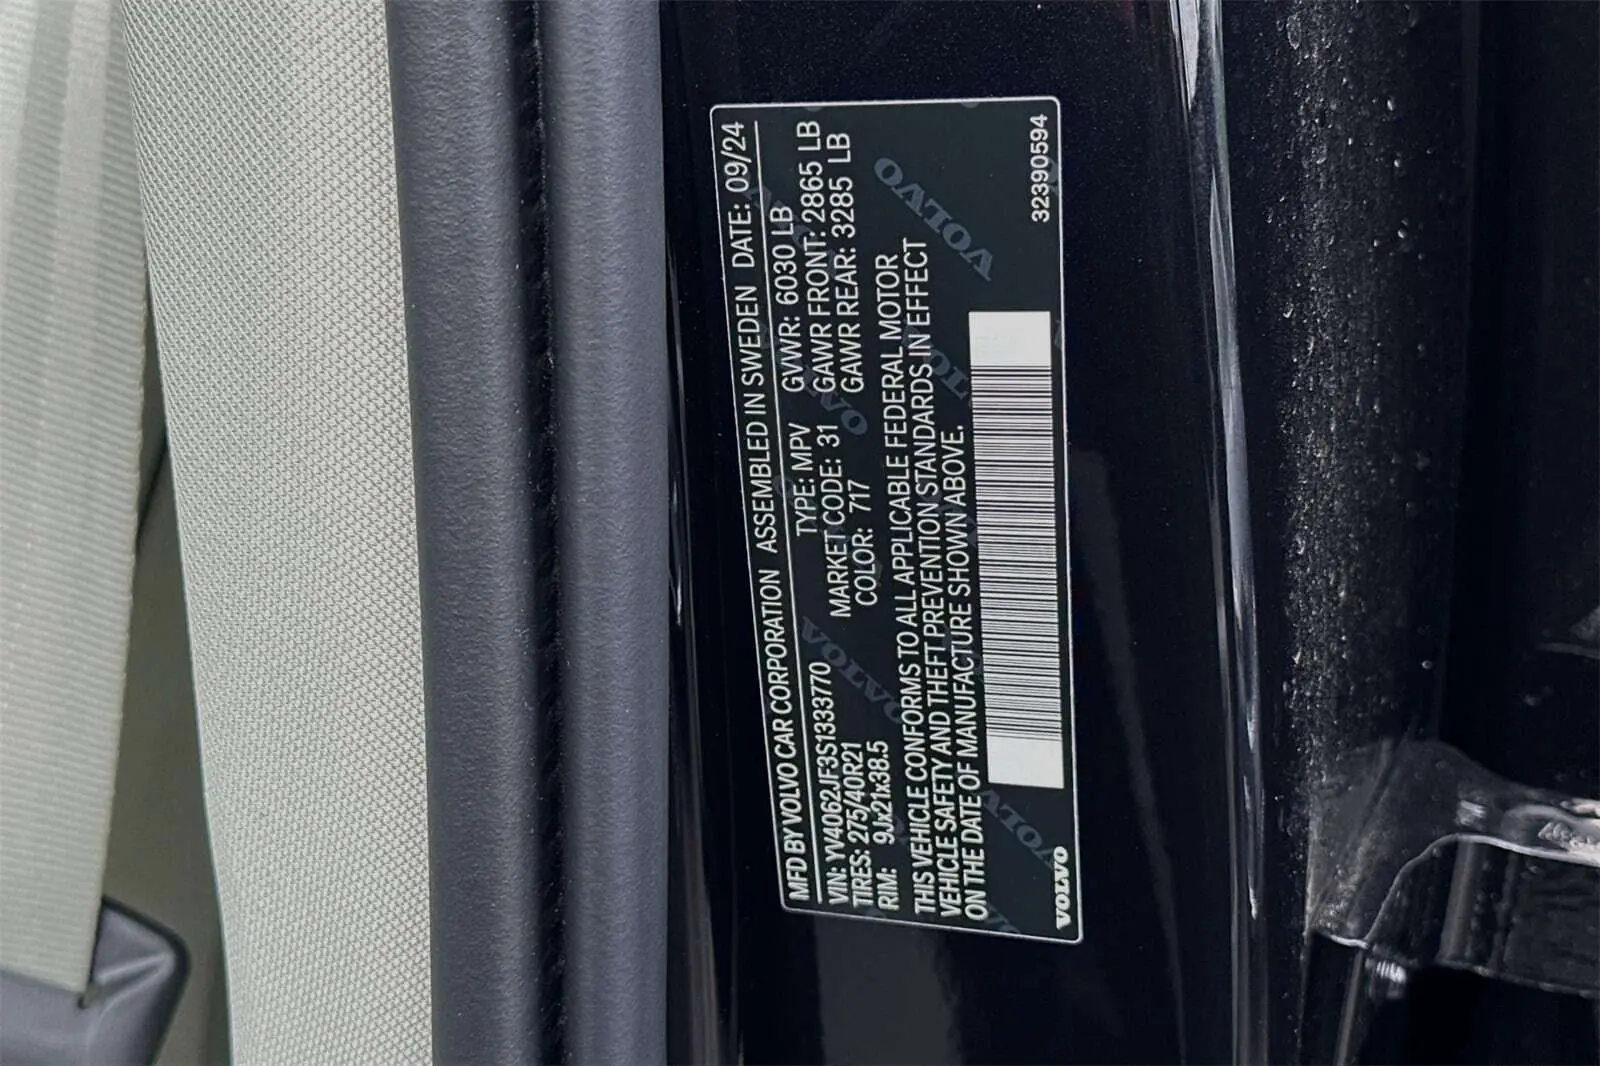 MFD BY VOLVO CAR CORPORATION ASSEMBLED IN SWEDEN DATE: 09/24
VIN: YV4062JF3S1333770 TYPE: MPV GVWR: 6030 LB
TIRES: 275/40R21 MARKET CODE: 31 GAWR FRONT: 2865 LB
RIM: 9Jx21x38.5 COLOR: 717 GAWR REAR: 3285 LB
THIS VEHICLE CONFORMS TO ALL APPLICABLE FEDERAL MOTOR
VEHICLE SAFETY AND THEFT PREVENTION STANDARDS IN EFFECT
ON THE DATE OF MANUFACTURE SHOWN ABOVE.
VOLVO
32390594